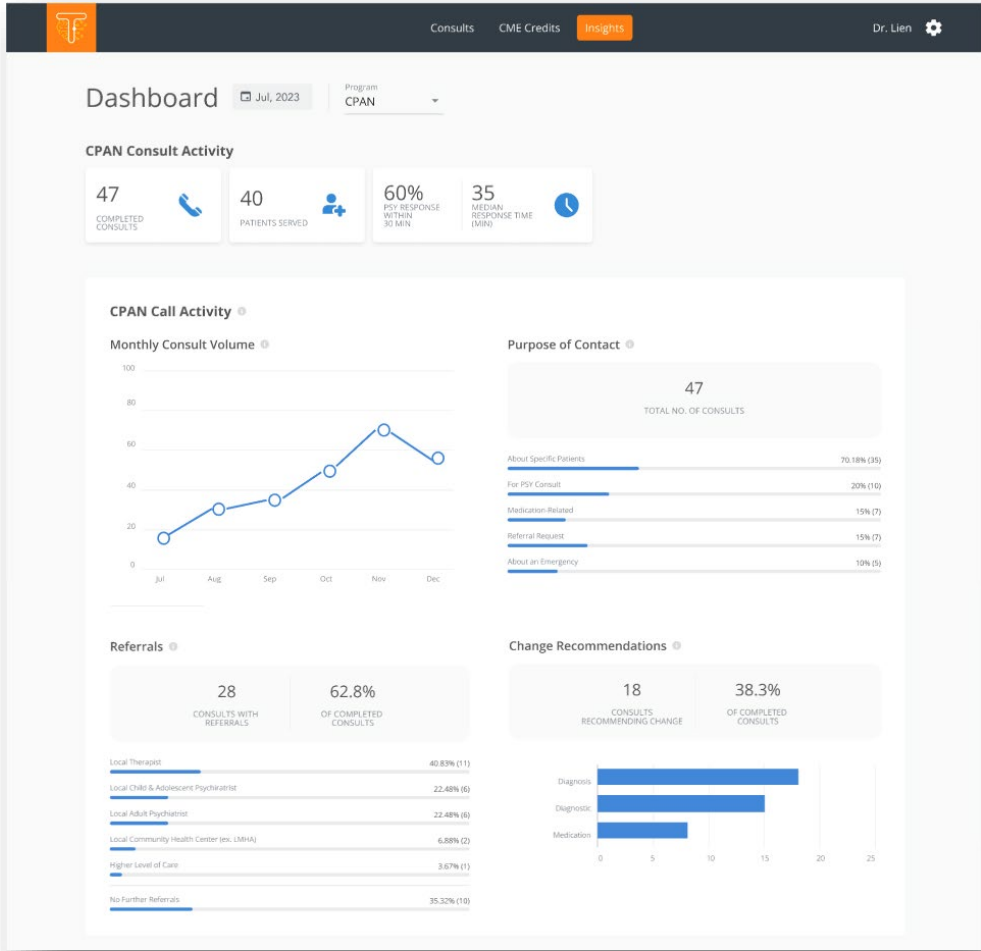 Consults
CME Credits
Insights
Dr. Lien
Dashboard
Jul, 2023
Program
CPAN
CPAN Consult Activity
47
COMPLETED
CONSULTS
40
PATIENTS SERVED
60%
PSY RESPONSE
WITHIN
30 MIN
35
MEDIAN
RESPONSE TIME
(MIN)
CPAN Call Activity
Monthly Consult Volume
100
80
60
40
20
0
Jul
Aug
Sep
Oct
Nov
Dec
Purpose of Contact
47
TOTAL NO. OF CONSULTS
About Specific Patients 70.18% (35)
For PSY Consult 20% (10)
Medication-Related 15% (7)
Referral Request 15% (7)
About an Emergency 10% (5)
Referrals
28
CONSULTS WITH
REFERRALS
62.8%
OF COMPLETED
CONSULTS
Local Therapist 40.83% (11)
Local Child & Adolescent Psychiratrist 22.48% (6)
Local Adult Psychiatrist 22.48% (6)
Local Community Health Center (ex. LMHA) 6.88% (2)
Higher Level of Care 3.67% (1)
No Further Referrals 35.32% (10)
Change Recommendations
18
CONSULTS
RECOMMENDING CHANGE
38.3%
OF COMPLETED
CONSULTS
Diagnosis
Diagnostic
Medication
0
5
10
15
20
25